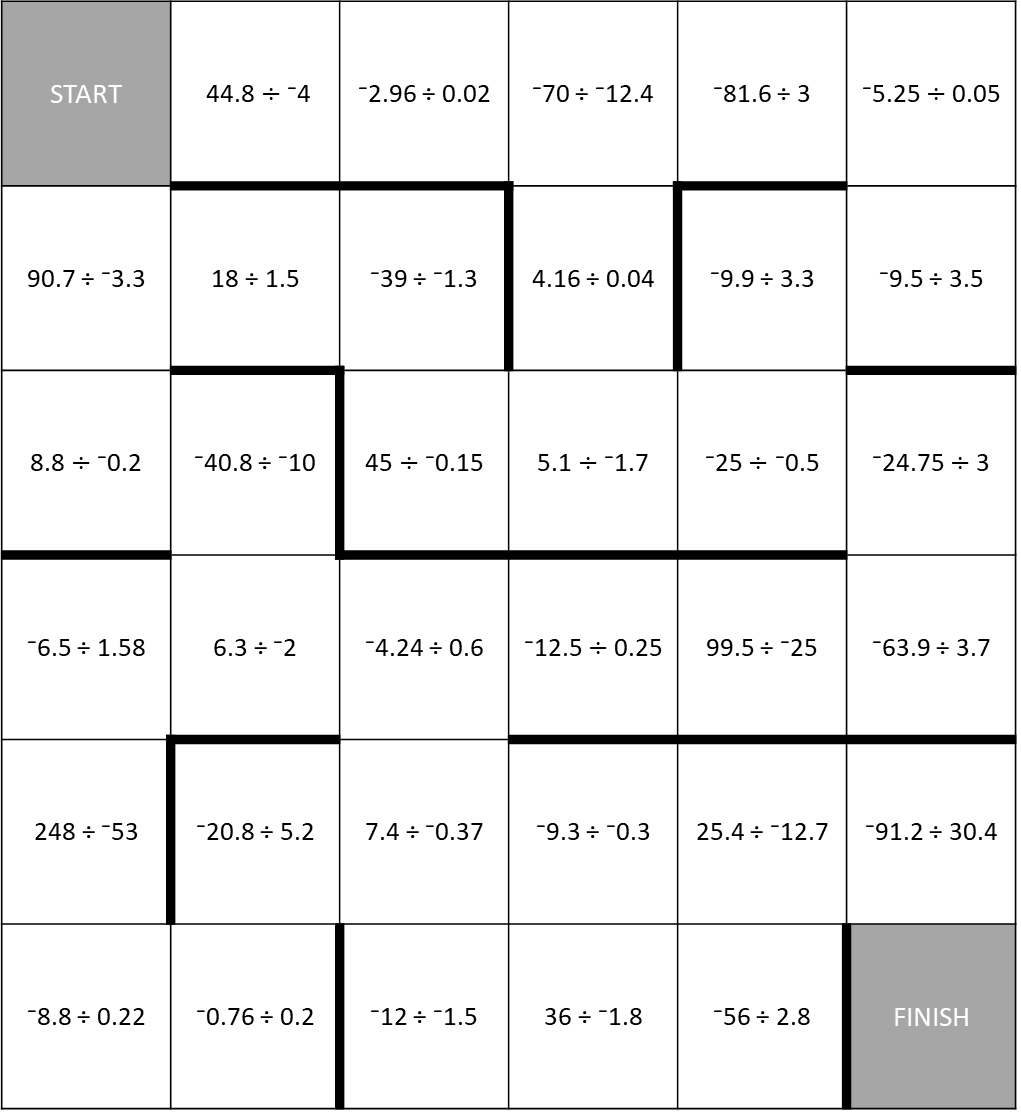 START 44.8 ÷ ⁻4 ⁻2.96 ÷ 0.02 ⁻70 ÷ ⁻12.4 ⁻81.6 ÷ 3 ⁻5.25 ÷ 0.05
90.7 ÷ ⁻3.3 18 ÷ 1.5 ⁻39 ÷ ⁻1.3 4.16 ÷ 0.04 ⁻9.9 ÷ 3.3 ⁻9.5 ÷ 3.5
8.8 ÷ ⁻0.2 ⁻40.8 ÷ ⁻10 45 ÷ ⁻0.15 5.1 ÷ ⁻1.7 ⁻25 ÷ ⁻0.5 ⁻24.75 ÷ 3
⁻6.5 ÷ 1.58 6.3 ÷ ⁻2 ⁻4.24 ÷ 0.6 ⁻12.5 ÷ 0.25 99.5 ÷ ⁻25 ⁻63.9 ÷ 3.7
248 ÷ ⁻53 ⁻20.8 ÷ 5.2 7.4 ÷ ⁻0.37 ⁻9.3 ÷ ⁻0.3 25.4 ÷ ⁻12.7 ⁻91.2 ÷ 30.4
⁻8.8 ÷ 0.22 ⁻0.76 ÷ 0.2 ⁻12 ÷ ⁻1.5 36 ÷ ⁻1.8 ⁻56 ÷ 2.8 FINISH